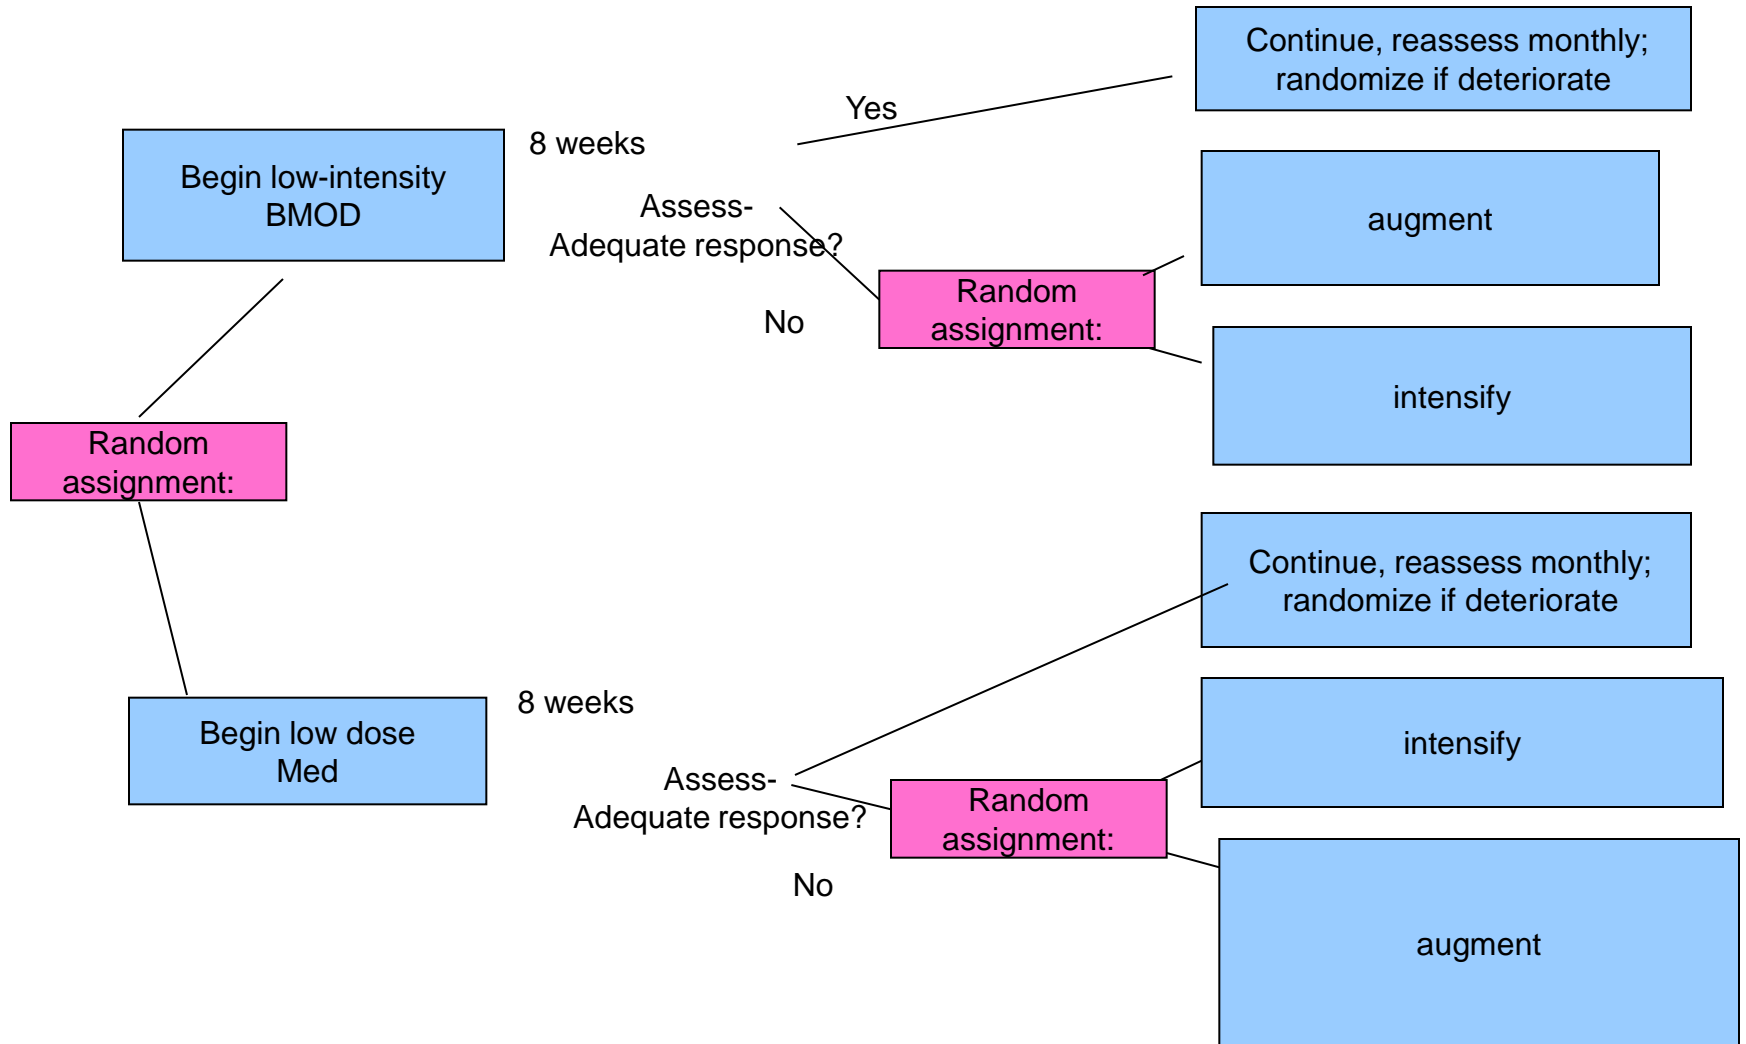 Continue, reassess monthly;
randomize if deteriorate
Yes
8 weeks
Begin low-intensity
BMOD
Assess-
Adequate response?
augment
Random
assignment:
No
intensify
Random
assignment:
Continue, reassess monthly;
randomize if deteriorate
8 weeks
Begin low dose
Med
intensify
Assess-
Adequate response?
Random
assignment:
No
augment